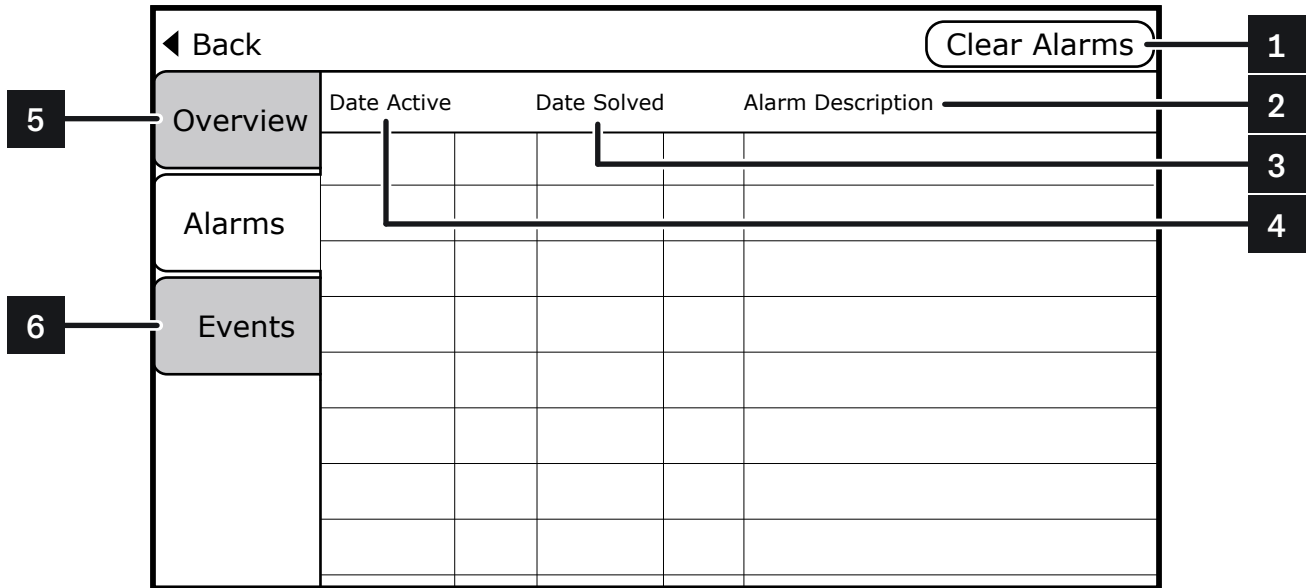 ◀ Back
Clear Alarms
1
Date Active Date Solved Alarm Description
2
5
Overview
3
Alarms
4
6
Events